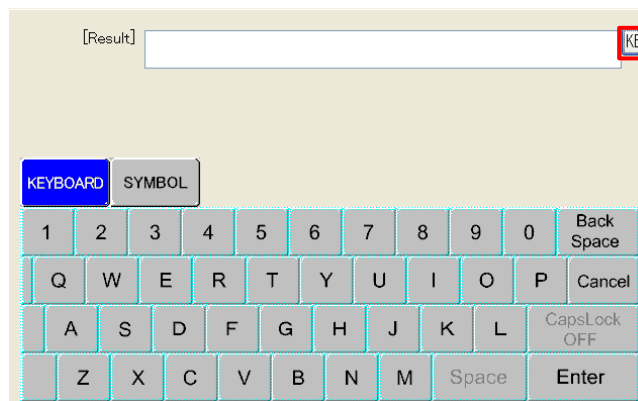 [Result]
KE
KEYBOARD SYMBOL
1 2 3 4 5 6 7 8 9 0 Back Space
Q W E R T Y U I O P Cancel
A S D F G H J K L CapsLock OFF
Z X C V B N M Space Enter